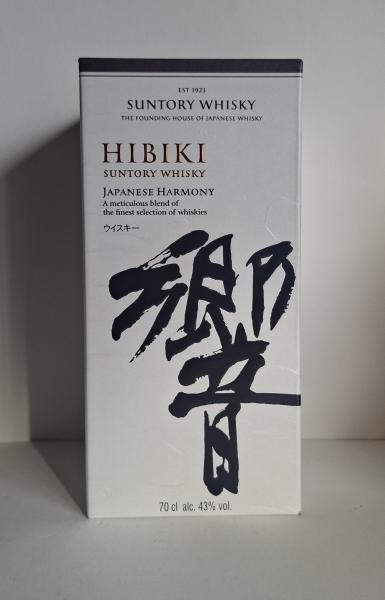 EST 1923
SUNTORY WHISKY
THE FOUNDING HOUSE OF JAPANESE WHISKY
HIBIKI
SUNTORY WHISKY
JAPANESE HARMONY
A meticulous blend of
the finest selection of whiskies
ウイスキー
響
70 cl alc. 43% vol.